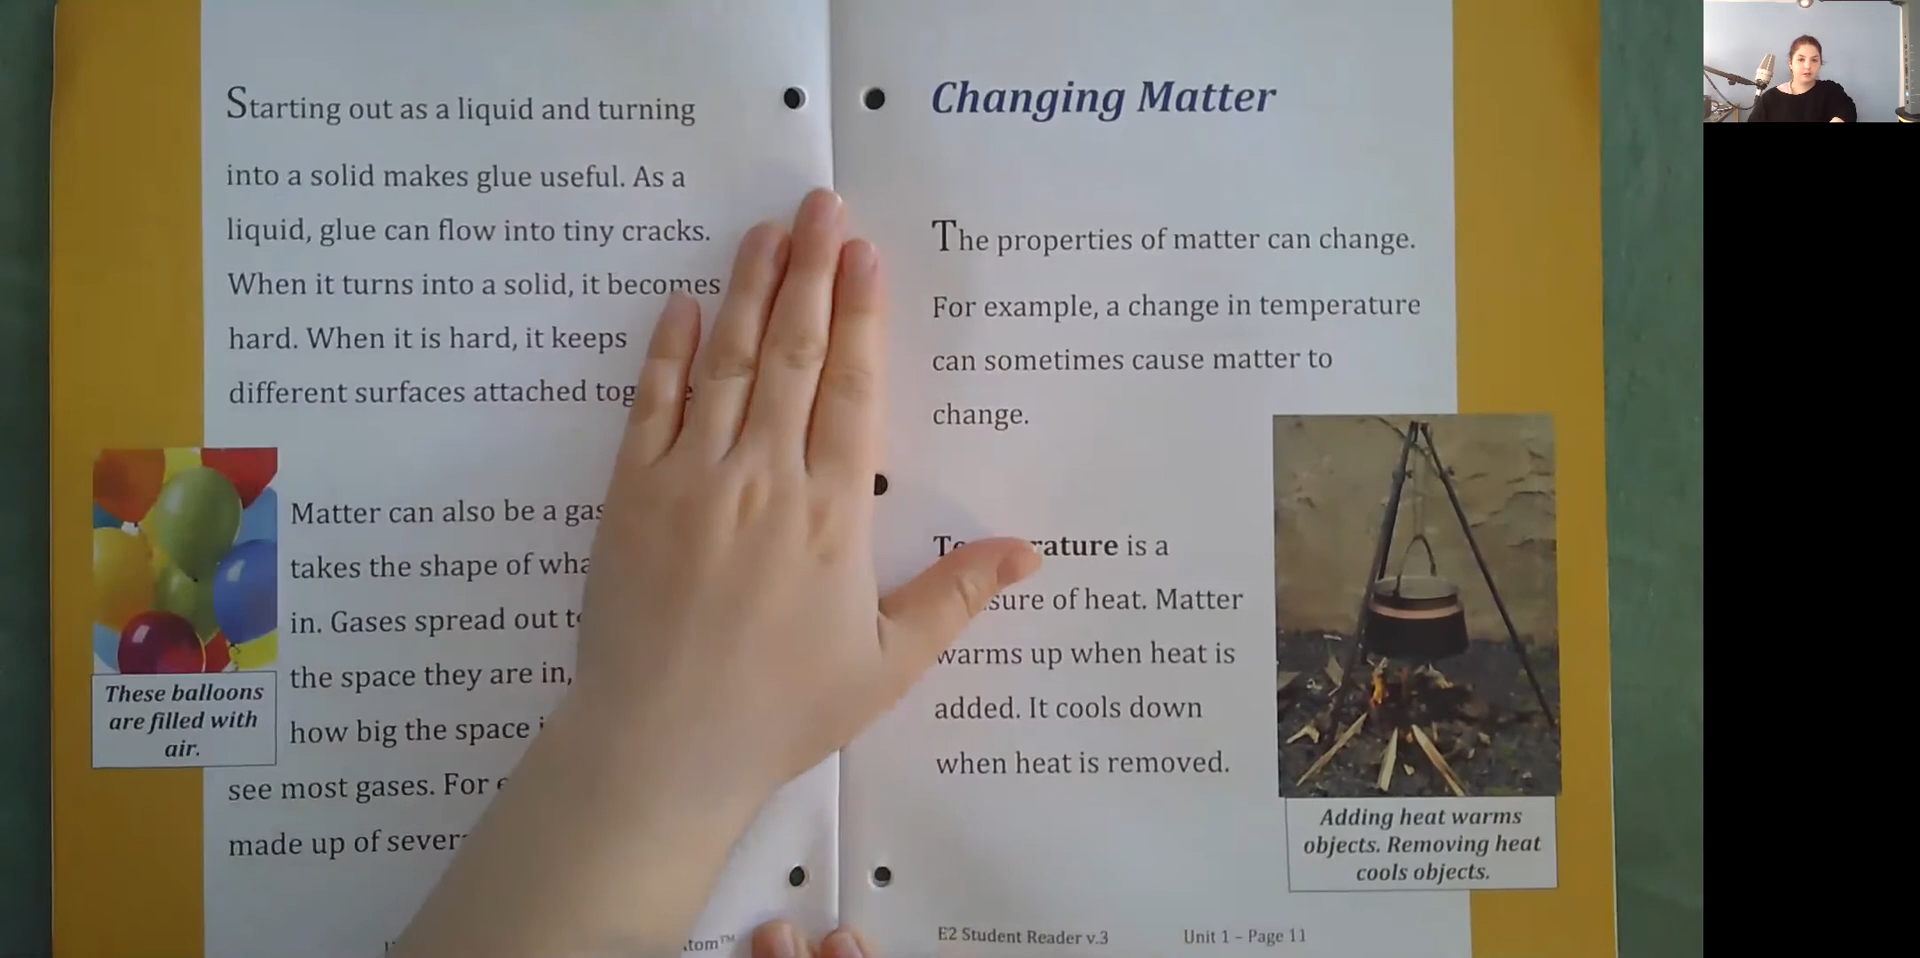 Starting out as a liquid and turning
into a solid makes glue useful. As a
liquid, glue can flow into tiny cracks.
When it turns into a solid, it becomes
hard. When it is hard, it keeps
different surfaces attached
Matter can also be a
takes the shape of
in. Gases spread out
the space they are in,
how big the space
see most gases. For
made up of
These balloons
are filled with
air.
Changing Matter
The properties of matter can change.
For example, a change in temperature
can sometimes cause matter to
change.
is a
of heat. Matter
warms up when heat is
added. It cools down
when heat is removed.
Adding heat warms
objects. Removing heat
cools objects.
E2 Student Reader v.3 Unit 1 – Page 11